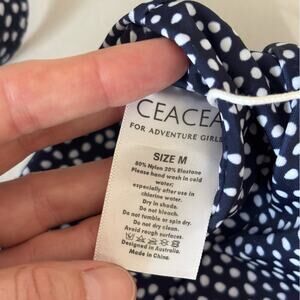 CEACEA
FOR ADVENTURE GIRLS
SIZE M
80% Nylon 20% Elastane
Please hand wash in cold
water;
especially after use in
chlorine water.
Dry in shade.
Do not bleach.
Do not tumble or spin dry.
Do not dry clean.
Avoid rough surfaces.
Designed in Australia.
Made in China